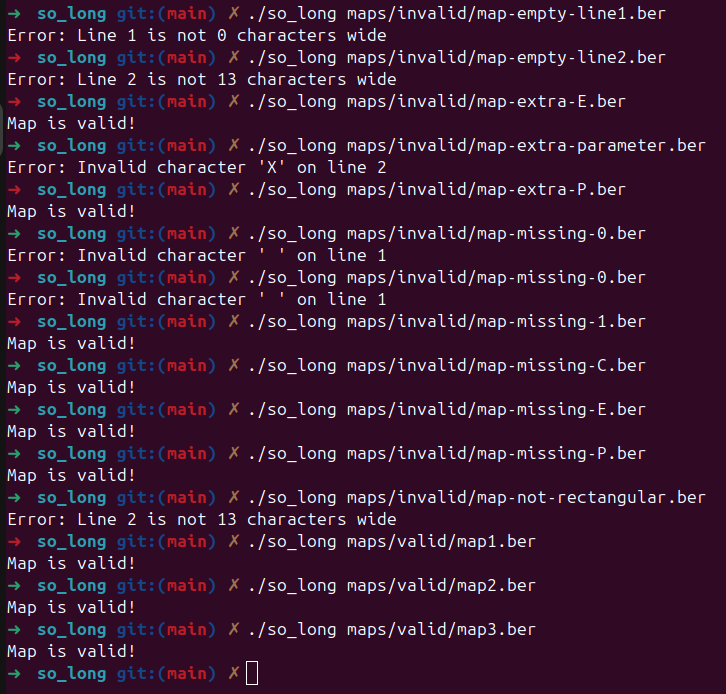 ➜ so_long git:(main) ✗ ./so_long maps/invalid/map-empty-line1.ber
Error: Line 1 is not 0 characters wide
➜ so_long git:(main) ✗ ./so_long maps/invalid/map-empty-line2.ber
Error: Line 2 is not 13 characters wide
➜ so_long git:(main) ✗ ./so_long maps/invalid/map-extra-E.ber
Map is valid!
➜ so_long git:(main) ✗ ./so_long maps/invalid/map-extra-parameter.ber
Error: Invalid character 'X' on line 2
➜ so_long git:(main) ✗ ./so_long maps/invalid/map-extra-P.ber
Map is valid!
➜ so_long git:(main) ✗ ./so_long maps/invalid/map-missing-0.ber
Error: Invalid character ' ' on line 1
➜ so_long git:(main) ✗ ./so_long maps/invalid/map-missing-0.ber
Error: Invalid character ' ' on line 1
➜ so_long git:(main) ✗ ./so_long maps/invalid/map-missing-1.ber
Map is valid!
➜ so_long git:(main) ✗ ./so_long maps/invalid/map-missing-C.ber
Map is valid!
➜ so_long git:(main) ✗ ./so_long maps/invalid/map-missing-E.ber
Map is valid!
➜ so_long git:(main) ✗ ./so_long maps/invalid/map-missing-P.ber
Map is valid!
➜ so_long git:(main) ✗ ./so_long maps/invalid/map-not-rectangular.ber
Error: Line 2 is not 13 characters wide
➜ so_long git:(main) ✗ ./so_long maps/valid/map1.ber
Map is valid!
➜ so_long git:(main) ✗ ./so_long maps/valid/map2.ber
Map is valid!
➜ so_long git:(main) ✗ ./so_long maps/valid/map3.ber
Map is valid!
➜ so_long git:(main) ✗